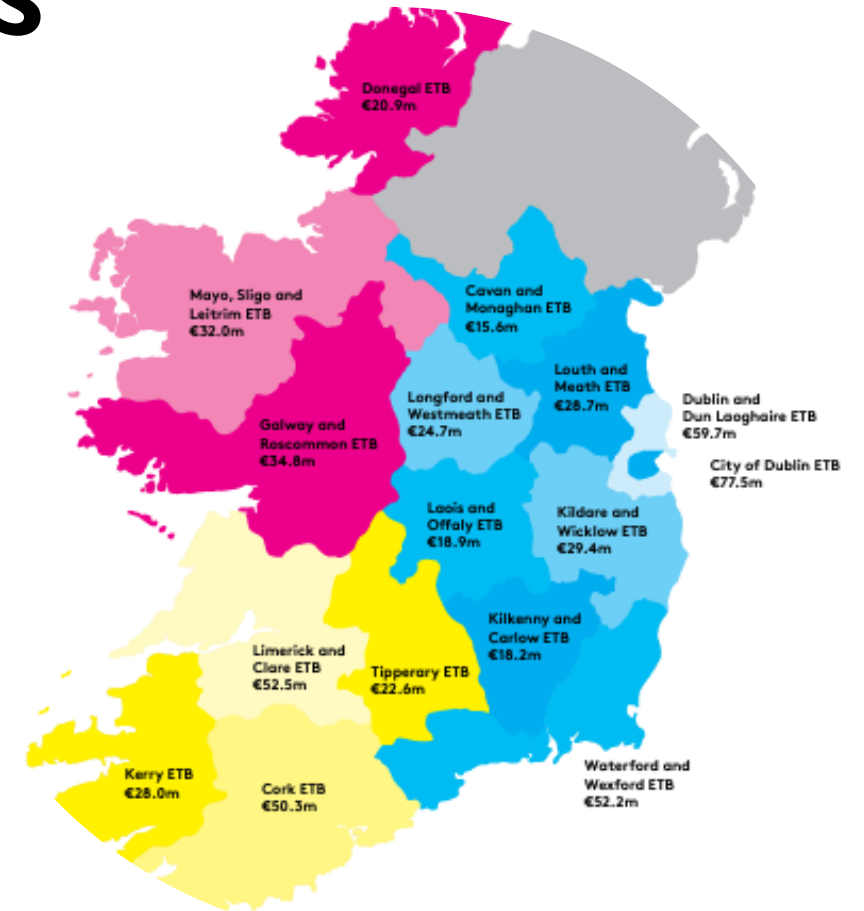 s
Donegal ETB
€20.9m
Mayo, Sligo and
Leitrim ETB
€32.0m
Cavan and
Monaghan ETB
€15.6m
Louth and
Meath ETB
€28.7m
Longford and
Westmeath ETB
€24.7m
Dublin and
Dun Laoghaire ETB
€59.7m
Galway and
Roscommon ETB
€34.8m
City of Dublin ETB
€77.5m
Laois and
Offaly ETB
€18.9m
Kildare and
Wicklow ETB
€29.4m
Kilkenny and
Carlow ETB
€18.2m
Limerick and
Clare ETB
€52.5m
Tipperary ETB
€22.6m
Kerry ETB
€28.0m
Cork ETB
€50.3m
Waterford and
Wexford ETB
€52.2m